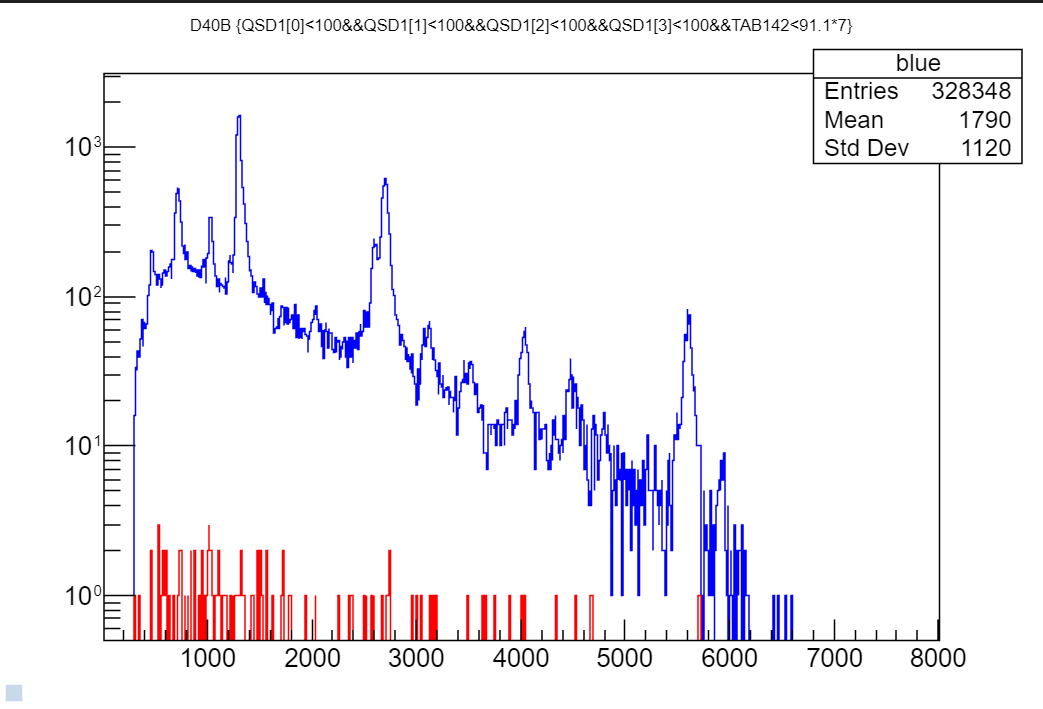 D40B {QSD1[0]<100&&QSD1[1]<100&&QSD1[2]<100&&QSD1[3]<100&&TAB142<91.1*7}
blue
Entries 328348
Mean 1790
Std Dev 1120
10³
10²
10¹
10⁰
1000 2000 3000 4000 5000 6000 7000 8000